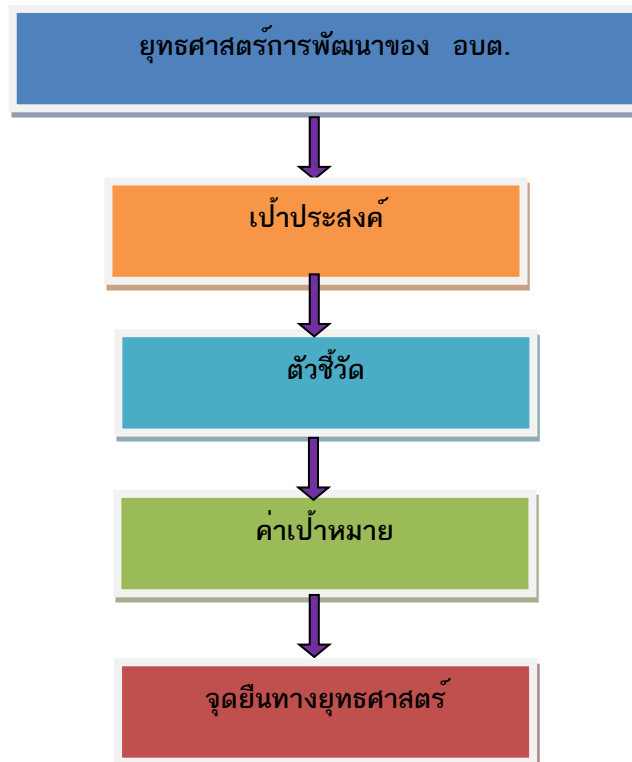 ยุทธศาสตร์การพัฒนาของ อบต.
เป้าประสงค์
ตัวชี้วัด
ค่าเป้าหมาย
จุดยืนทางยุทธศาสตร์